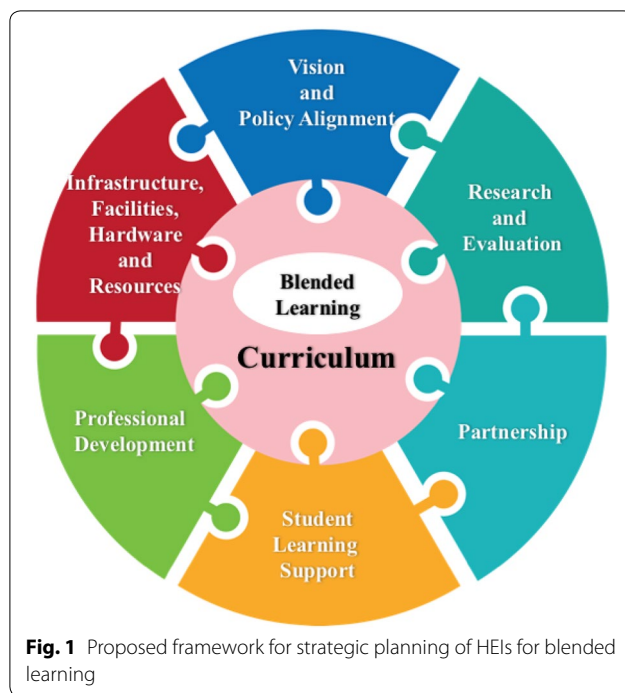 Vision
and
Policy Alignment
Infrastructure,
Facilities,
Hardware
and
Resources
Research
and
Evaluation
Blended
Learning
Curriculum
Professional
Development
Partnership
Student
Learning
Support
Fig. 1 Proposed framework for strategic planning of HEIs for blended
learning